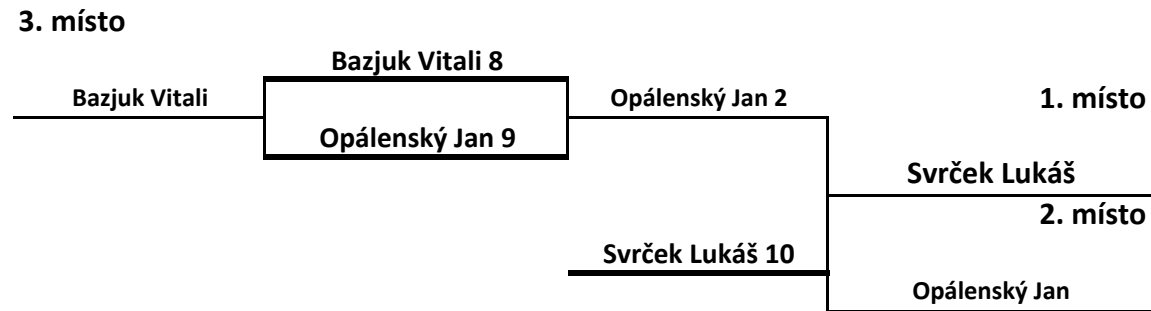 3. místo
Bazjuk Vitali 8
Bazjuk Vitali
Opálenský Jan 2
1. místo
Opálenský Jan 9
Svrček Lukáš
2. místo
Svrček Lukáš 10
Opálenský Jan